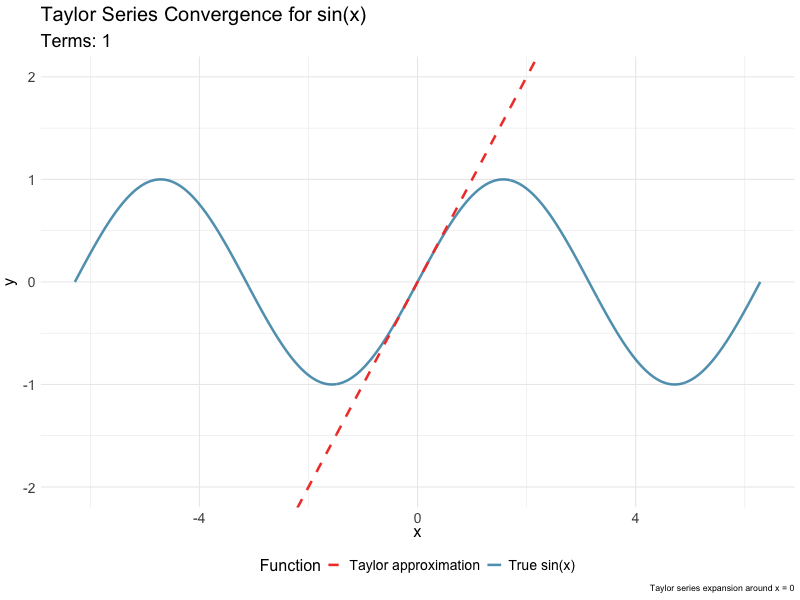 Taylor Series Convergence for sin(x)
Terms: 1
2
1
0
-1
-2
y
-4 0 4
x
Function Taylor approximation True sin(x)
Taylor series expansion around x = 0